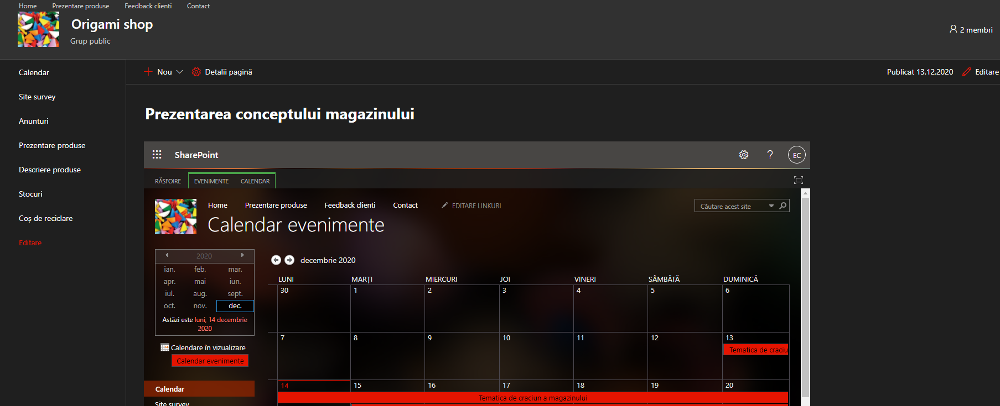 Home Prezentare produse Feedback clienti Contact
Origami shop
Grup public
2 membri
Calendar
Site survey
Anunturi
Prezentare produse
Descriere produse
Stocuri
Coș de reciclare
Editare
Nou Detalii pagină Publicat 13.12.2020 Editare
Prezentarea conceptului magazinului
SharePoint ? EC
RĂSFOIRE EVENIMENTE CALENDAR
Home Prezentare produse Feedback clienti Contact EDITARE LINKURI Căutare acest site
Calendar evenimente
2020
ian. feb. mar.
apr. mai iun.
iul. aug. sept.
oct. nov. dec.
Astăzi este luni, 14 decembrie
2020
Calendare în vizualizare
Calendar evenimente
Calendar
Site survey
decembrie 2020
LUNI MARȚI MIERCURI JOI VINERI SÂMBĂTĂ DUMINICĂ
30 1 2 3 4 5 6
7 8 9 10 11 12 13
Tematica de craciu
14 15 16 17 18 19 20
Tematica de craciun a magazinului